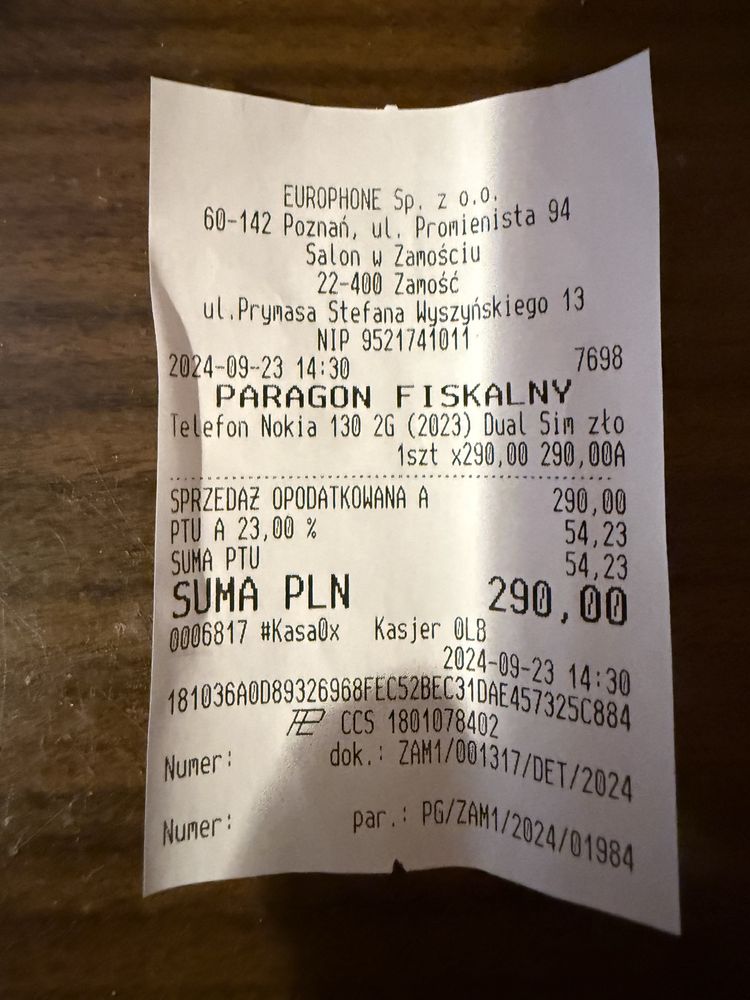 EUROPHONE Sp. z o.o.
60-142 Poznań, ul. Promienista 94
Salon w Zamościu
22-400 Zamość
ul.Prymasa Stefana Wyszyńskiego 13
NIP 9521741011
2024-09-23 14:30 7698
PARAGON FISKALNY
Telefon Nokia 130 2G (2023) Dual Sim zło
1szt x290,00 290,00A
SPRZEDAŻ OPODATKOWANA A 290,00
PTU A 23,00 % 54,23
SUMA PTU 54,23
SUMA PLN 290,00
0006817 #Kasa0x Kasjer 0LB
2024-09-23 14:30
181036A0D89326968FEC52BEC31DAE457325C884
CCS 1801078402
Numer: dok.: ZAM1/001317/DET/2024
Numer: par.: PG/ZAM1/2024/01984